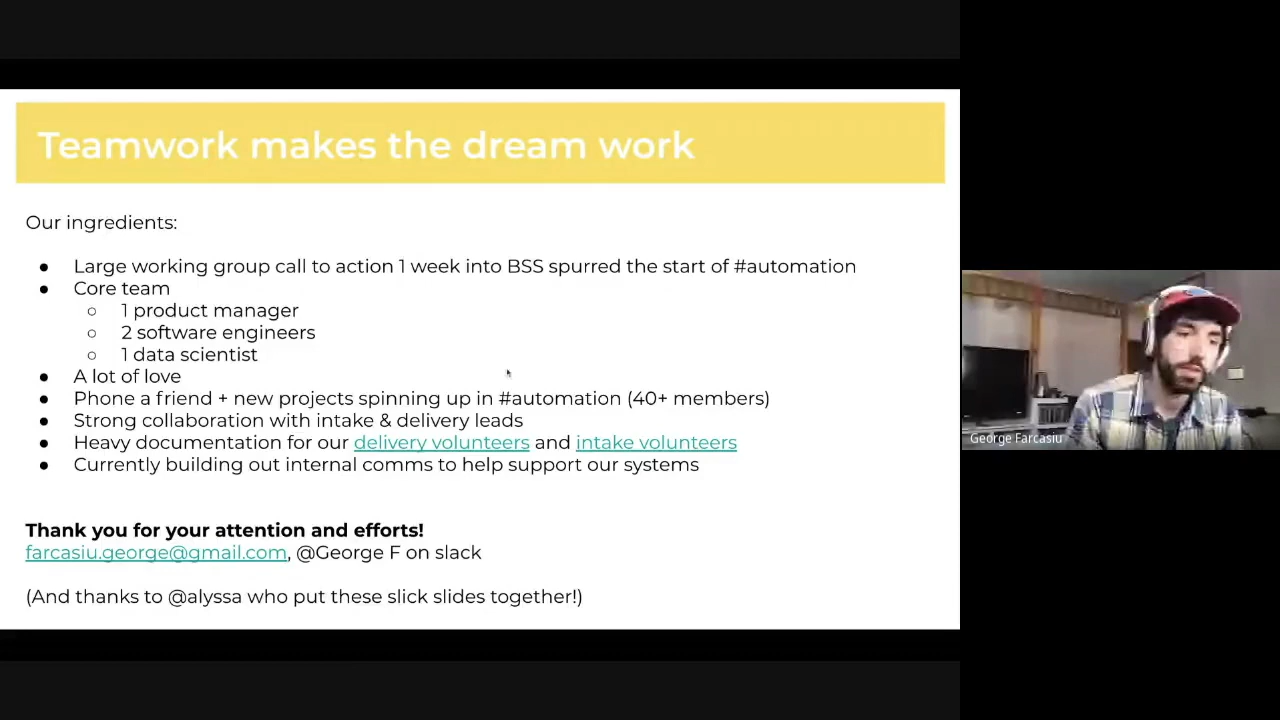 Teamwork makes the dream work
Our ingredients:
● Large working group call to action 1 week into BSS spurred the start of #automation
● Core team
○ 1 product manager
○ 2 software engineers
○ 1 data scientist
● A lot of love
● Phone a friend + new projects spinning up in #automation (40+ members)
● Strong collaboration with intake & delivery leads
● Heavy documentation for our delivery volunteers and intake volunteers
● Currently building out internal comms to help support our systems
Thank you for your attention and efforts!
farcasiu.george@gmail.com, @George F on slack
(And thanks to @alyssa who put these slick slides together!)
George Farcasiu